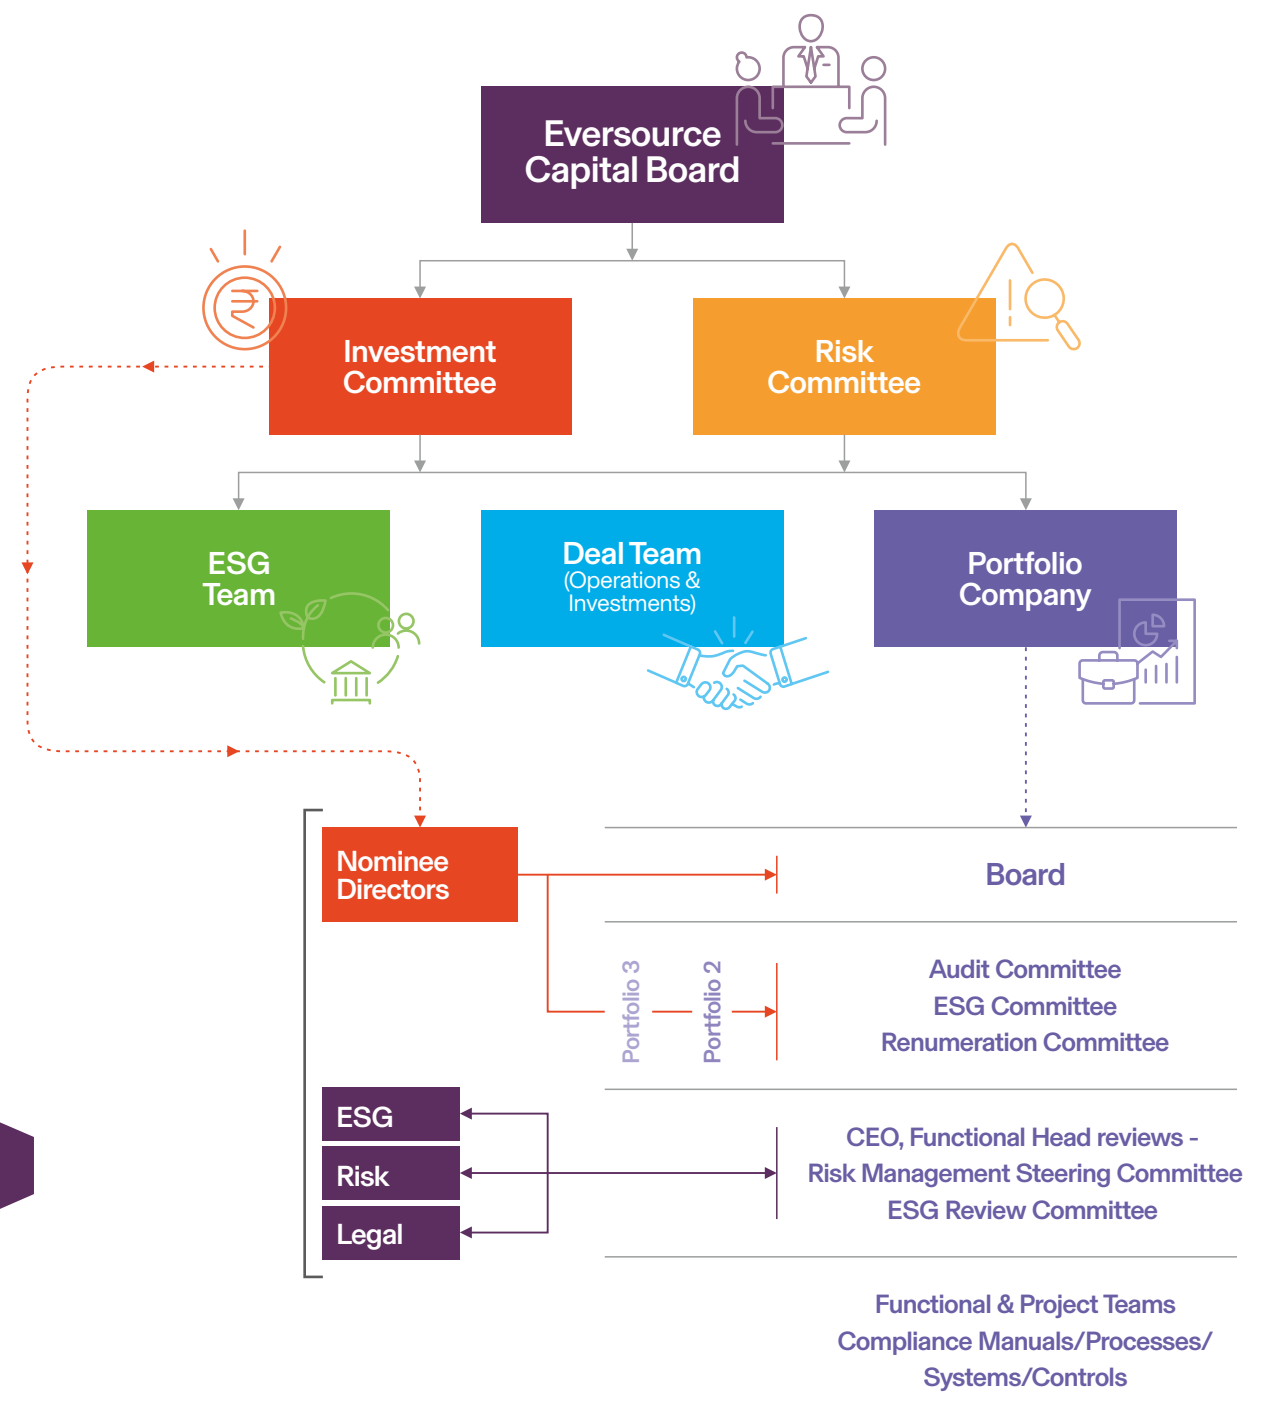 Eversource
Capital Board
Investment
Committee
Risk
Committee
ESG
Team
Deal Team
(Operations &
Investments)
Portfolio
Company
Nominee
Directors
Board
Portfolio 3
Portfolio 2
Audit Committee
ESG Committee
Renumeration Committee
ESG
Risk
Legal
CEO, Functional Head reviews -
Risk Management Steering Committee
ESG Review Committee
Functional & Project Teams
Compliance Manuals/Processes/
Systems/Controls